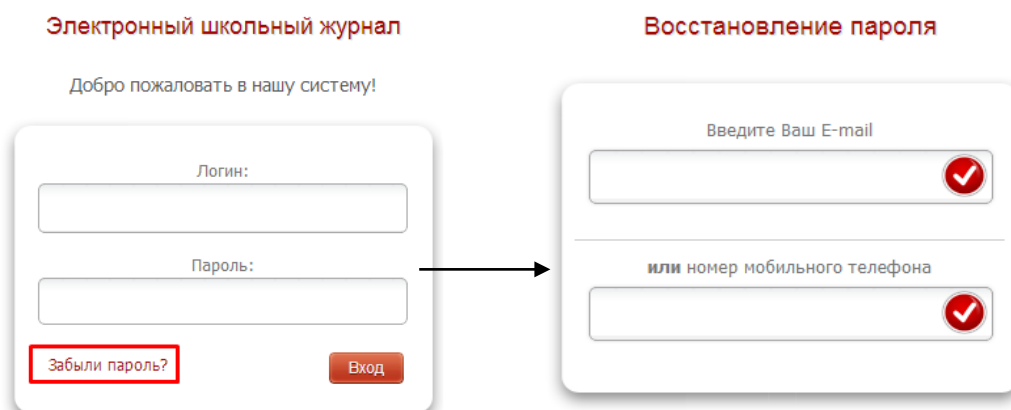 Электронный школьный журнал
Добро пожаловать в нашу систему!
Логин:
Пароль:
Забыли пароль?
Вход
Восстановление пароля
Введите Ваш E-mail
или номер мобильного телефона